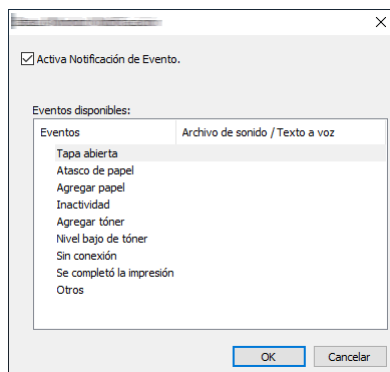 Activa Notificación de Evento.
Eventos disponibles:
Eventos Archivo de sonido / Texto a voz
Tapa abierta
Atasco de papel
Agregar papel
Inactividad
Agregar tóner
Nivel bajo de tóner
Sin conexión
Se completó la impresión
Otros
OK Cancelar